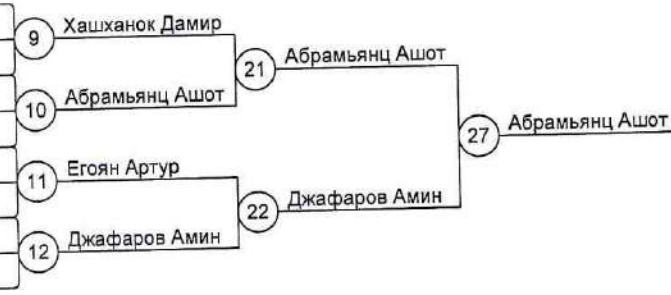 9 Хашханок Дамир
21 Абрамьянц Ашот
10 Абрамьянц Ашот
27 Абрамьянц Ашот
11 Егоян Артур
22 Джафаров Амин
12 Джафаров Амин